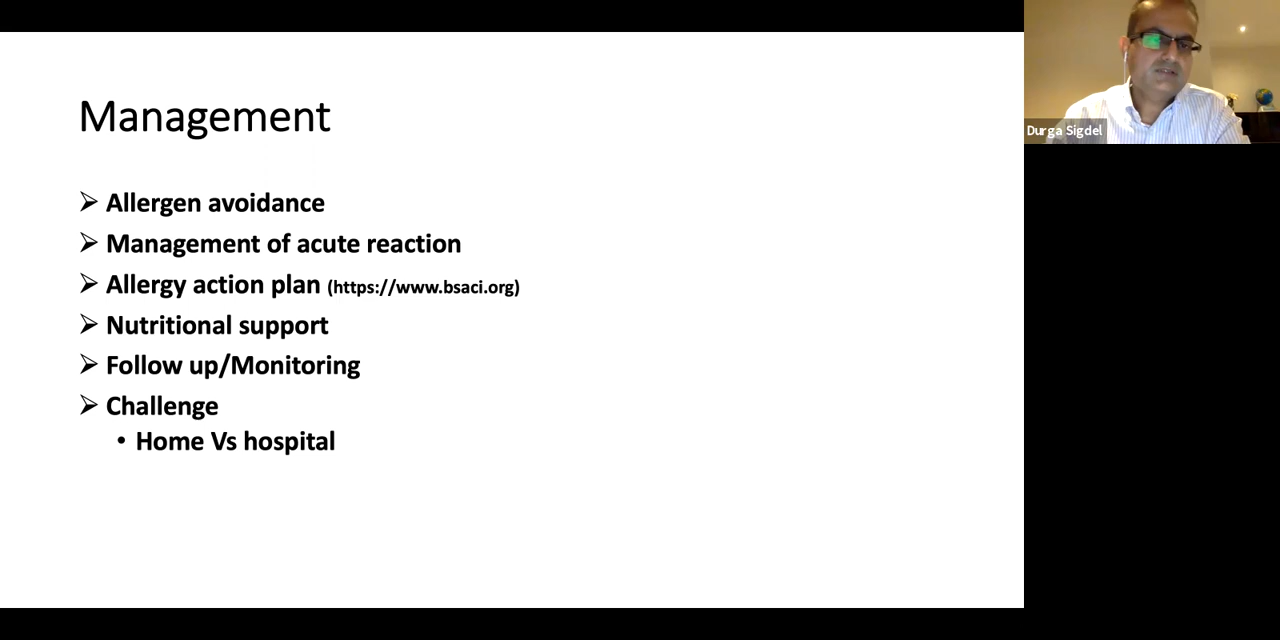 Management
➢ Allergen avoidance
➢ Management of acute reaction
➢ Allergy action plan (https://www.bsaci.org)
➢ Nutritional support
➢ Follow up/Monitoring
➢ Challenge
• Home Vs hospital
Durga Sigdel